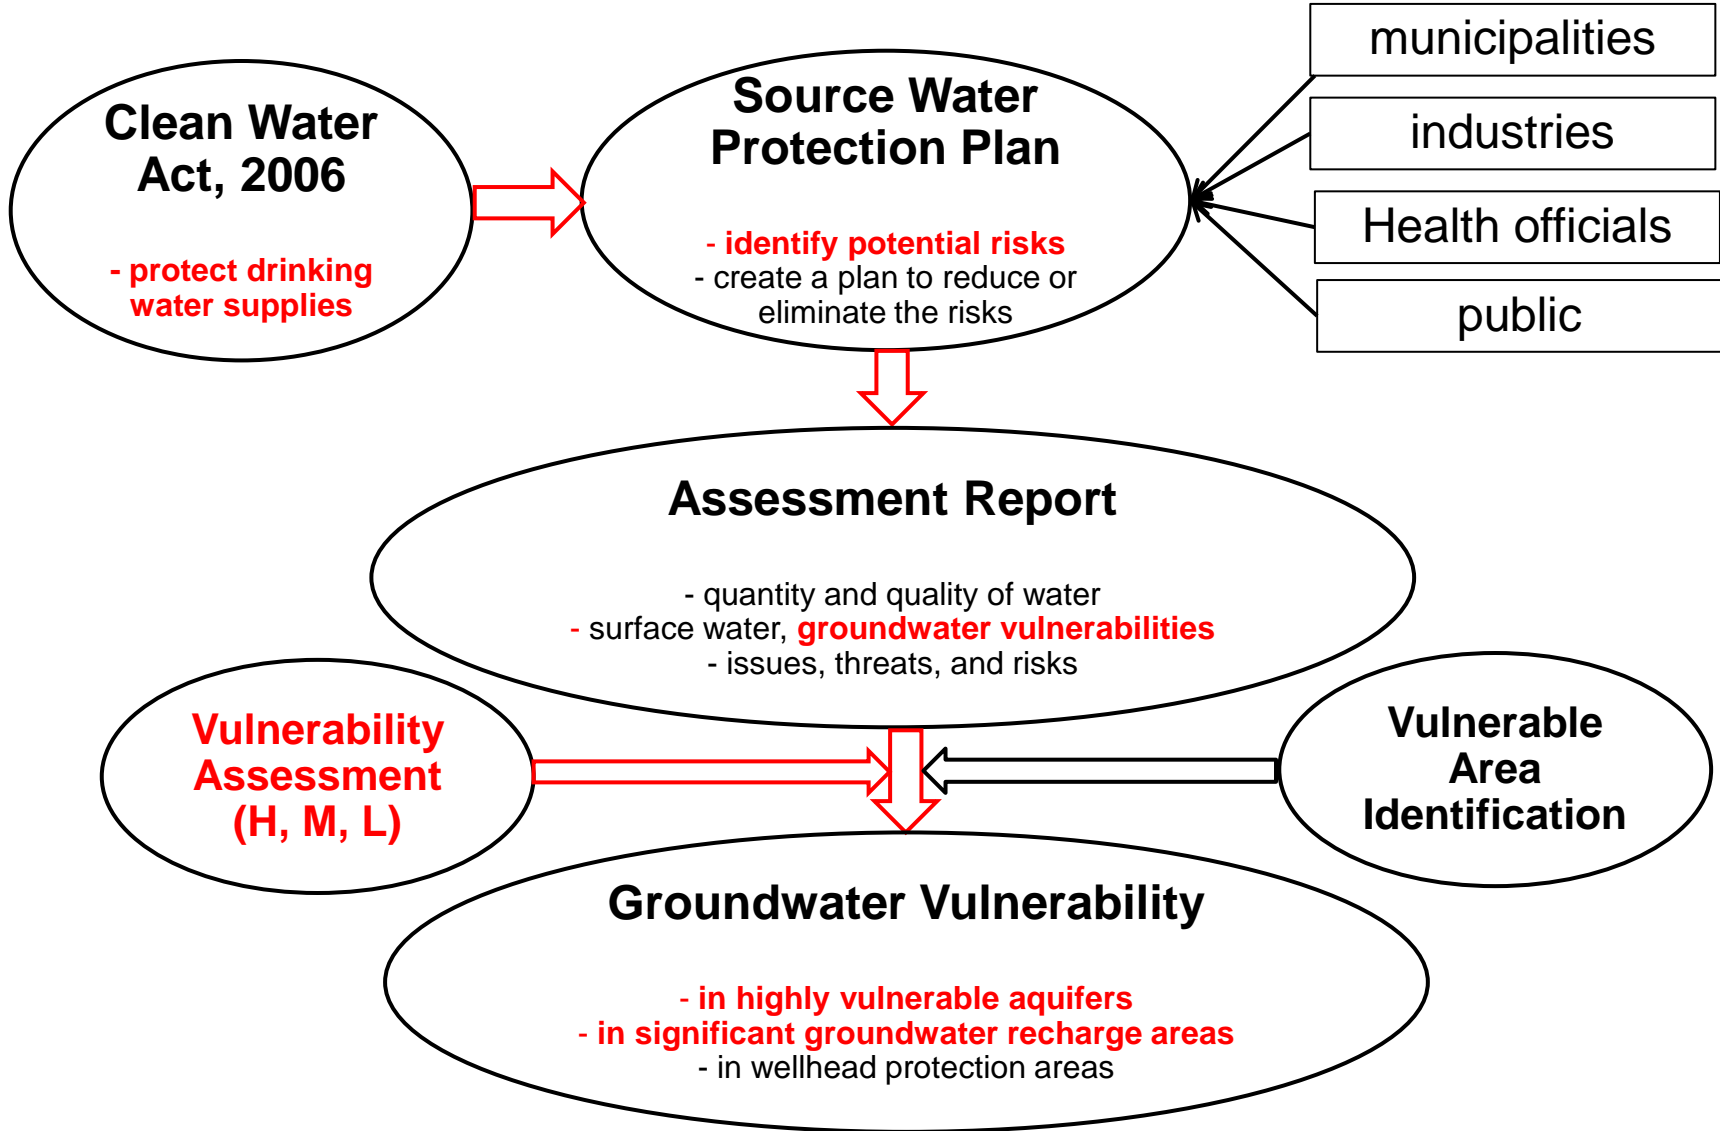 Clean Water
Act, 2006
- protect drinking
water supplies
Source Water
Protection Plan
- identify potential risks
- create a plan to reduce or
eliminate the risks
municipalities
industries
Health officials
public
Assessment Report
- quantity and quality of water
- surface water, groundwater vulnerabilities
- issues, threats, and risks
Vulnerability
Assessment
(H, M, L)
Vulnerable
Area
Identification
Groundwater Vulnerability
- in highly vulnerable aquifers
- in significant groundwater recharge areas
- in wellhead protection areas